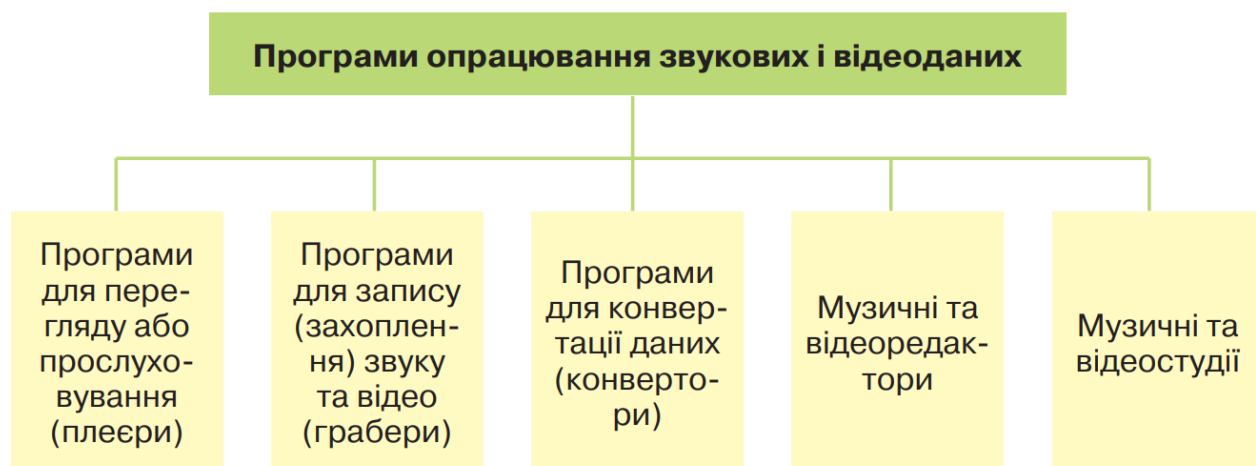 Програми опрацювання звукових і відеоданих
Програми
для пере-
гляду або
прослухо-
вування
(плеєри)
Програми
для запису
(захоплен-
ня) звуку
та відео
(грабери)
Програми
для конвер-
тації даних
(конверто-
ри)
Музичні та
відеоредак-
тори
Музичні та
відеостудії